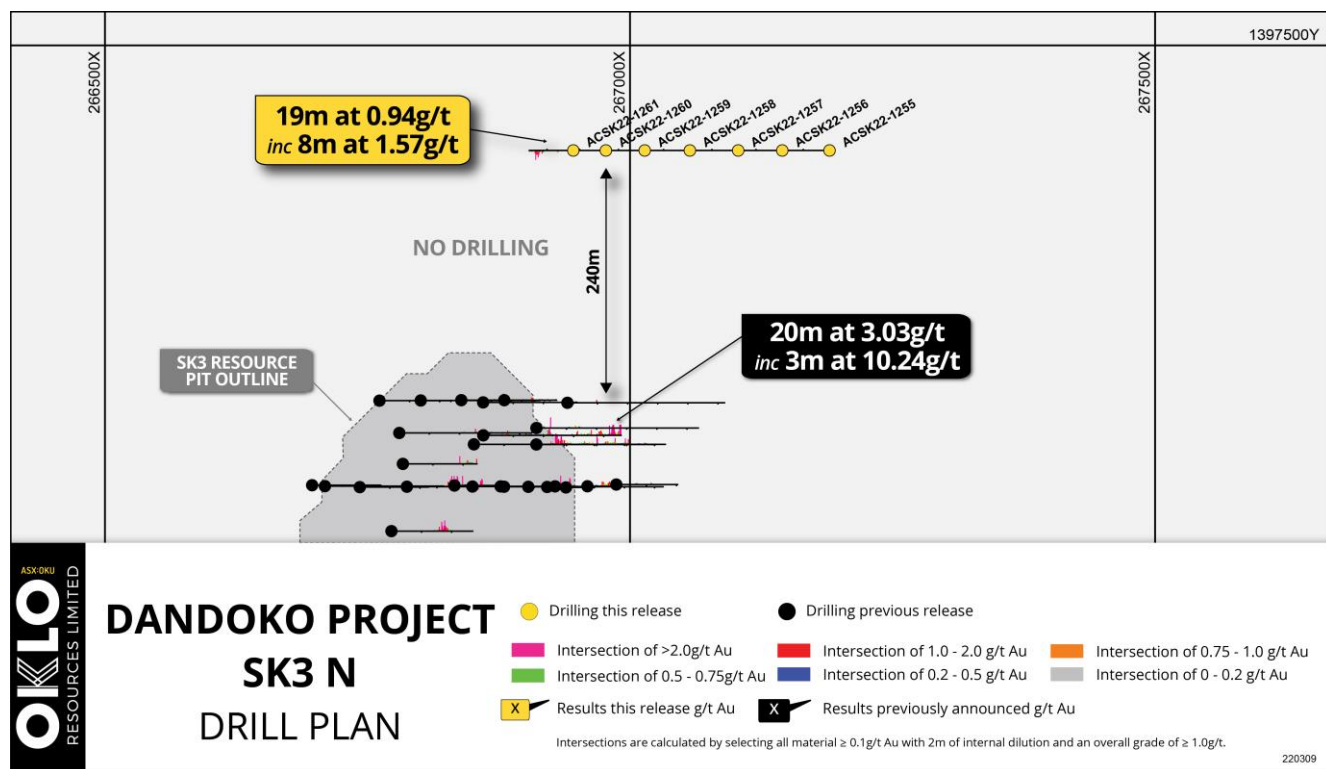 1397500Y
266500X
267000X
267500X
19m at 0.94g/t
inc 8m at 1.57g/t
ACSK22-1261
ACSK22-1260
ACSK22-1259
ACSK22-1258
ACSK22-1257
ACSK22-1256
ACSK22-1255
NO DRILLING
240m
20m at 3.03g/t
inc 3m at 10.24g/t
SK3 RESOURCE
PIT OUTLINE
ASX:OKU
OKLO
RESOURCES LIMITED
DANDOKO PROJECT
SK3 N
DRILL PLAN
Drilling this release
Drilling previous release
Intersection of >2.0g/t Au
Intersection of 1.0 - 2.0 g/t Au
Intersection of 0.75 - 1.0 g/t Au
Intersection of 0.5 - 0.75g/t Au
Intersection of 0.2 - 0.5 g/t Au
Intersection of 0 - 0.2 g/t Au
X Results this release g/t Au
X Results previously announced g/t Au
Intersections are calculated by selecting all material ≥ 0.1g/t Au with 2m of internal dilution and an overall grade of ≥ 1.0g/t.
220309